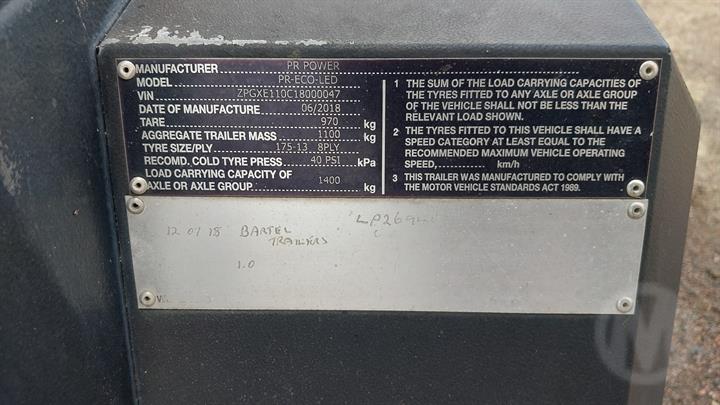 MANUFACTURER PR POWER
MODEL PR-ECO-LED
VIN ZPGXE110C18000047
DATE OF MANUFACTURE 06/2018
TARE 970 kg
AGGREGATE TRAILER MASS 1100 kg
TYRE SIZE/PLY 175-13 8PLY
RECOMD. COLD TYRE PRESS 40 PSI kPa
LOAD CARRYING CAPACITY OF
AXLE OR AXLE GROUP 1400 kg
1 THE SUM OF THE LOAD CARRYING CAPACITIES OF
THE TYRES FITTED TO ANY AXLE OR AXLE GROUP
OF THE VEHICLE SHALL NOT BE LESS THAN THE
RELEVANT LOAD SHOWN.
2 THE TYRES FITTED TO THIS VEHICLE SHALL HAVE A
SPEED CATEGORY AT LEAST EQUAL TO THE
RECOMMENDED MAXIMUM VEHICLE OPERATING
SPEED, km/h
3 THIS TRAILER WAS MANUFACTURED TO COMPLY WITH
THE MOTOR VEHICLE STANDARDS ACT 1989.
12 07 18 BARTEL
TRAILERS
1.0